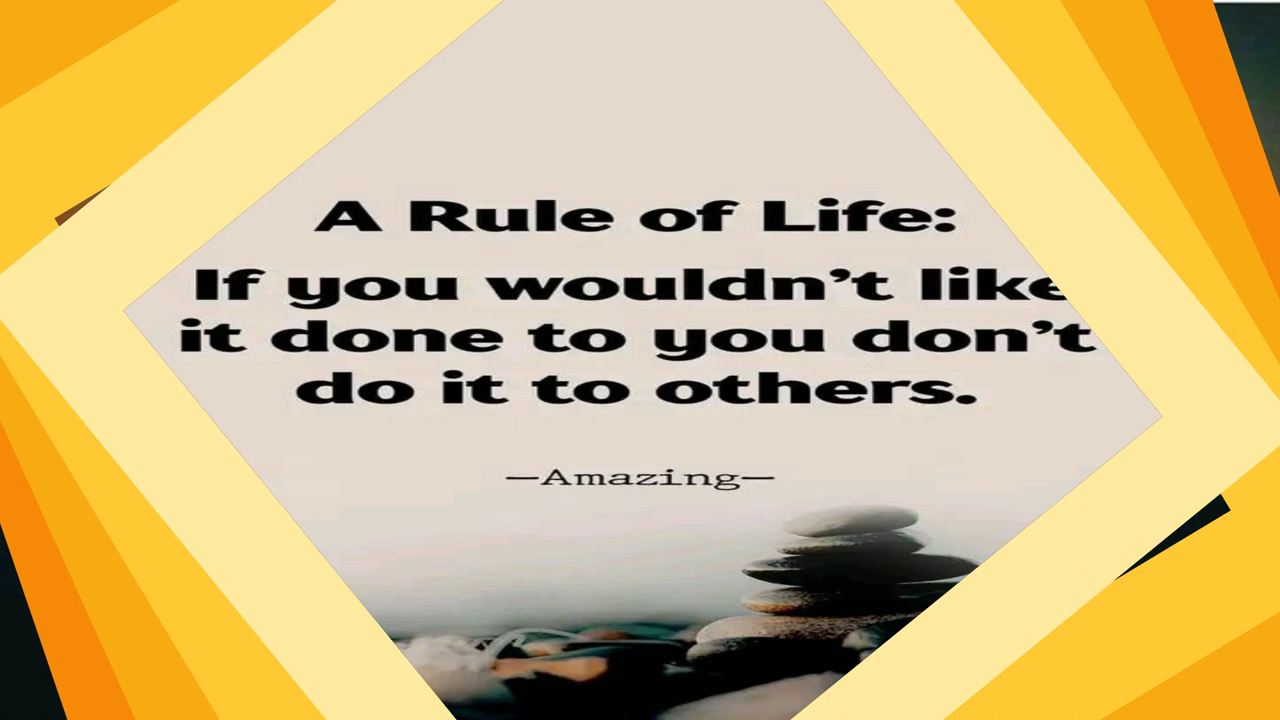 A Rule of Life:
If you wouldn't like
it done to you don't
do it to others.
—Amazing—